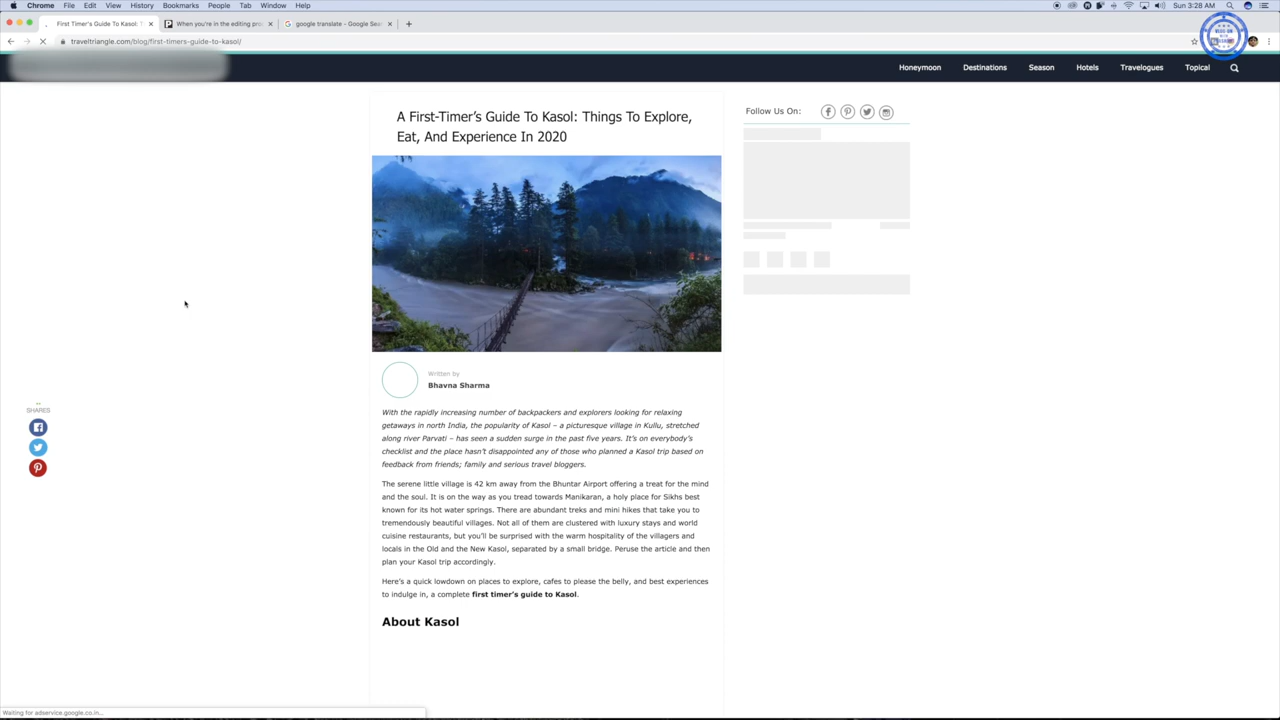 Chrome File Edit View History Bookmarks People Tab Window Help
Sun 3:28 AM
First Timer's Guide To Kasol: T
When you're in the editing pro
google translate - Google Sea
traveltriangle.com/blog/first-timers-guide-to-kasol/
Honeymoon Destinations Season Hotels Travelogues Topical
A First-Timer's Guide To Kasol: Things To Explore,
Eat, And Experience In 2020
Follow Us On:
Written by
Bhavna Sharma
SHARES
With the rapidly increasing number of backpackers and explorers looking for relaxing
getaways in north India, the popularity of Kasol – a picturesque village in Kullu, stretched
along river Parvati – has seen a sudden surge in the past five years. It's on everybody's
checklist and the place hasn't disappointed any of those who planned a Kasol trip based on
feedback from friends; family and serious travel bloggers.
The serene little village is 42 km away from the Bhuntar Airport offering a treat for the mind
and the soul. It is on the way as you tread towards Manikaran, a holy place for Sikhs best
known for its hot water springs. There are abundant treks and mini hikes that take you to
tremendously beautiful villages. Not all of them are clustered with luxury stays and world
cuisine restaurants, but you'll be surprised with the warm hospitality of the villagers and
locals in the Old and the New Kasol, separated by a small bridge. Peruse the article and then
plan your Kasol trip accordingly.
Here's a quick lowdown on places to explore, cafes to please the belly, and best experiences
to indulge in, a complete first timer's guide to Kasol.
About Kasol
Waiting for adservice.google.co.in...